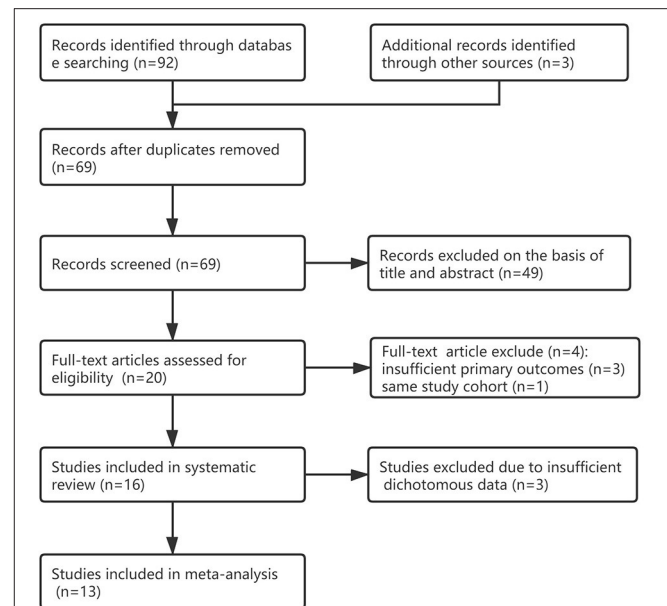 Records identified through databas
e searching (n=92)
Additional records identified
through other sources (n=3)
Records after duplicates removed
(n=69)
Records screened (n=69)
Records excluded on the basis of
title and abstract (n=49)
Full-text articles assessed for
eligibility (n=20)
Full-text article exclude (n=4):
insufficient primary outcomes (n=3)
same study cohort (n=1)
Studies included in systematic
review (n=16)
Studies excluded due to insufficient
dichotomous data (n=3)
Studies included in meta-analysis
(n=13)